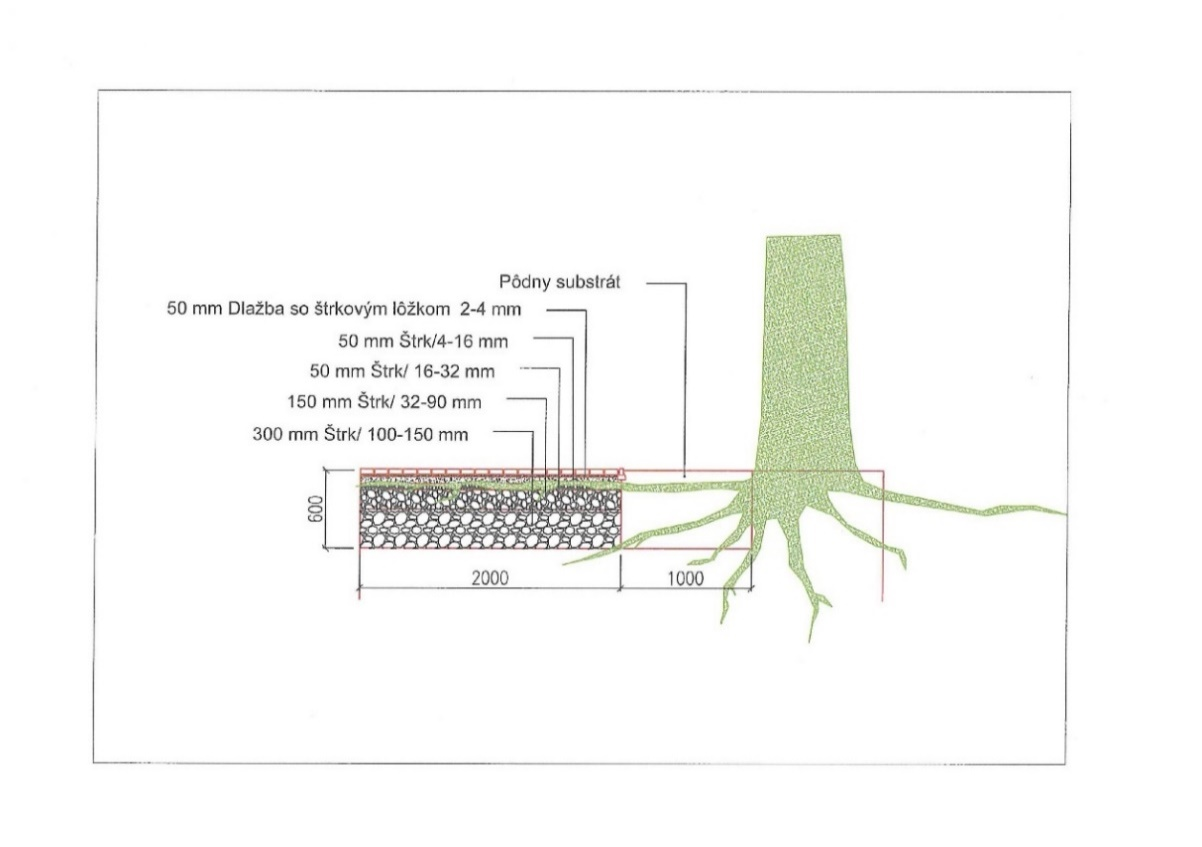 Pôdny substrát
50 mm Dlažba so štrkovým lôžkom 2-4 mm
50 mm Štrk/4-16 mm
50 mm Štrk/ 16-32 mm
150 mm Štrk/ 32-90 mm
300 mm Štrk/ 100-150 mm
600
2000
1000